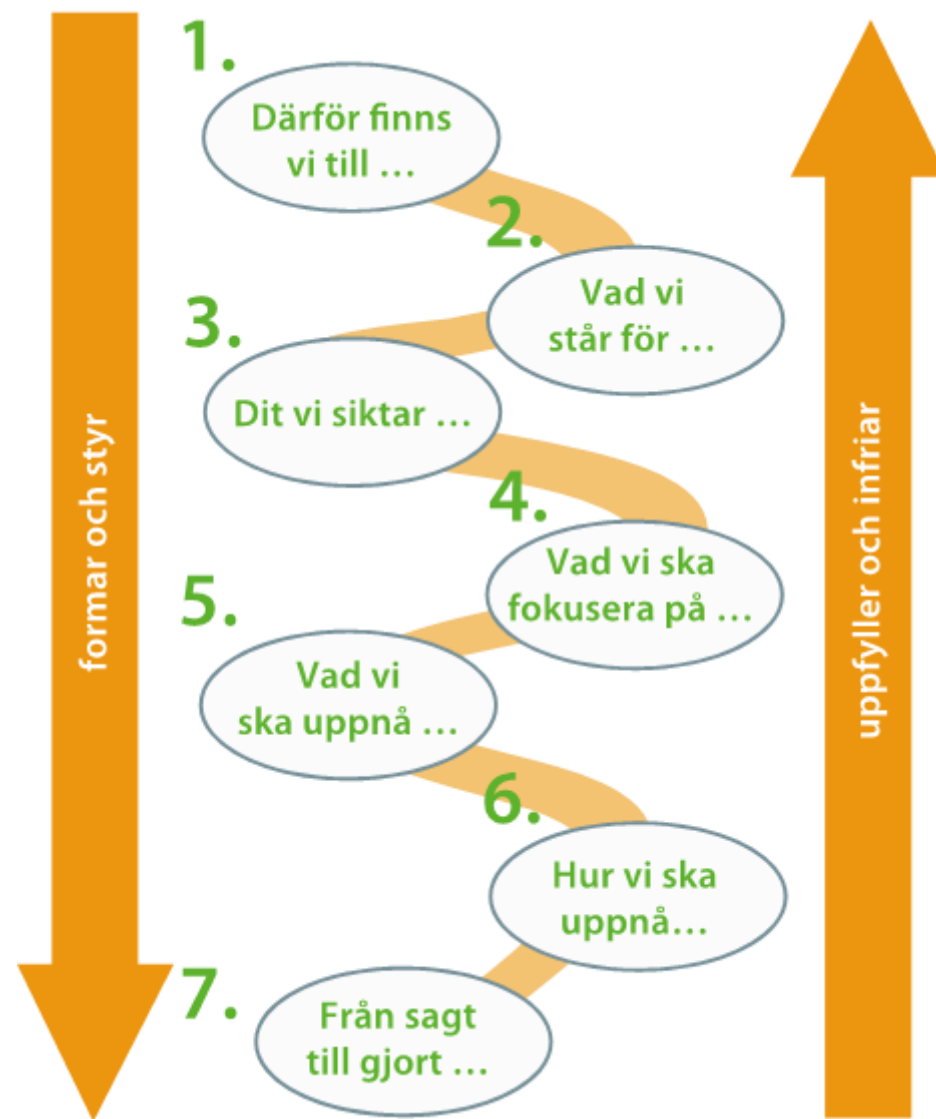 1.
Därför finns
vi till …
2.
Vad vi
står för …
3.
Dit vi siktar …
4.
Vad vi ska
fokusera på …
5.
Vad vi
ska uppnå …
6.
Hur vi ska
uppnå…
7.
Från sagt
till gjort …
formar och styr
uppfyller och infriar